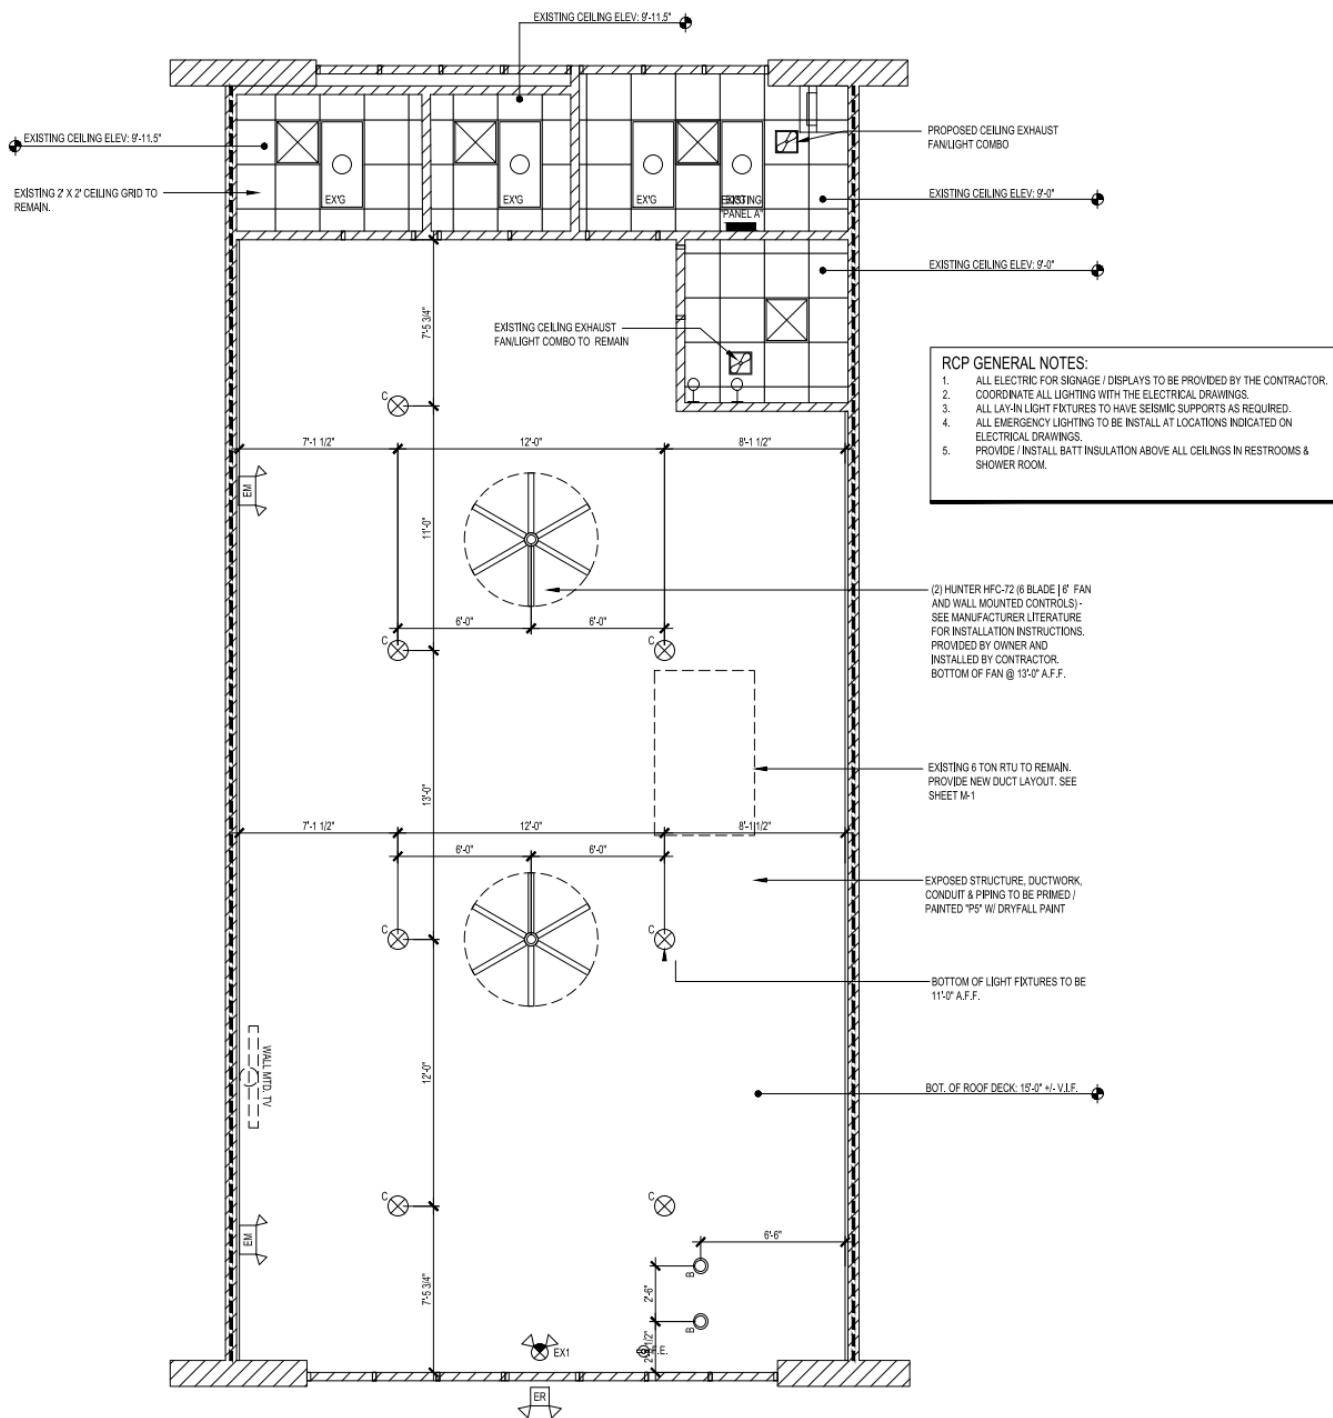 EXISTING CEILING ELEV: 9'-11.5"
EXISTING CEILING ELEV: 9'-11.5"
PROPOSED CEILING EXHAUST
FAN/LIGHT COMBO
EXISTING 2' X 2' CEILING GRID TO
REMAIN.
EX'G
EX'G
EX'G
EXISTING
"PANEL A"
EXISTING CEILING ELEV: 9'-0"
EXISTING CEILING ELEV: 9'-0"
7'-5 3/4"
EXISTING CEILING EXHAUST
FAN/LIGHT COMBO TO REMAIN
RCP GENERAL NOTES:
1. ALL ELECTRIC FOR SIGNAGE / DISPLAYS TO BE PROVIDED BY THE CONTRACTOR.
2. COORDINATE ALL LIGHTING WITH THE ELECTRICAL DRAWINGS.
3. ALL LAY-IN LIGHT FIXTURES TO HAVE SEISMIC SUPPORTS AS REQUIRED.
4. ALL EMERGENCY LIGHTING TO BE INSTALL AT LOCATIONS INDICATED ON
ELECTRICAL DRAWINGS.
5. PROVIDE / INSTALL BATT INSULATION ABOVE ALL CEILINGS IN RESTROOMS &
SHOWER ROOM.
C
7'-1 1/2"
12'-0"
8'-1 1/2"
EM
11'-0"
(2) HUNTER HFC-72 (6 BLADE | 6' FAN
AND WALL MOUNTED CONTROLS) -
SEE MANUFACTURER LITERATURE
FOR INSTALLATION INSTRUCTIONS.
PROVIDED BY OWNER AND
INSTALLED BY CONTRACTOR.
BOTTOM OF FAN @ 13'-0" A.F.F.
6'-0"
6'-0"
C
C
EXISTING 6 TON RTU TO REMAIN.
PROVIDE NEW DUCT LAYOUT. SEE
SHEET M-1
13'-0"
7'-1 1/2"
12'-0"
8'-1 1/2"
6'-0"
6'-0"
EXPOSED STRUCTURE, DUCTWORK,
CONDUIT & PIPING TO BE PRIMED /
PAINTED "P5" W/ DRYFALL PAINT
C
C
BOTTOM OF LIGHT FIXTURES TO BE
11'-0" A.F.F.
WALL MTD. TV
12'-0"
BOT. OF ROOF DECK: 15'-0" +/- V.I.F.
C
C
EM
6'-6"
7'-5 3/4"
B
2'-6"
B
1/2"
EX1
F.E.
ER